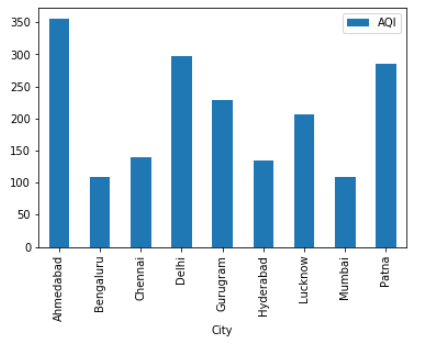 AQI
350
300
250
200
150
100
50
0
Ahmedabad
Bengaluru
Chennai
Delhi
Gurugram
Hyderabad
Lucknow
Mumbai
Patna
City